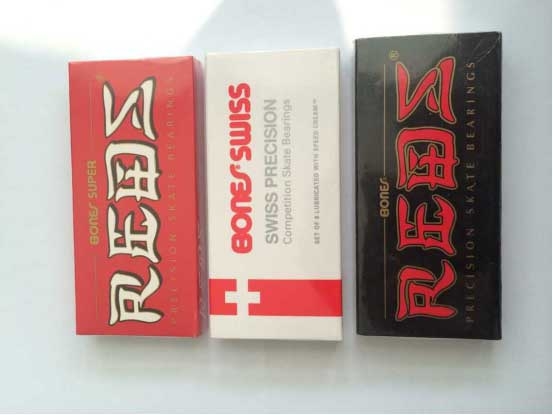 BONES SUPER
REDS
PRECISION SKATE BEARINGS
BONES® SWISS
SWISS PRECISION
Competition Skate Bearings
SET OF 8 LUBRICATED WITH SPEED CREAM™
BONES
REDS®
PRECISION SKATE BEARINGS